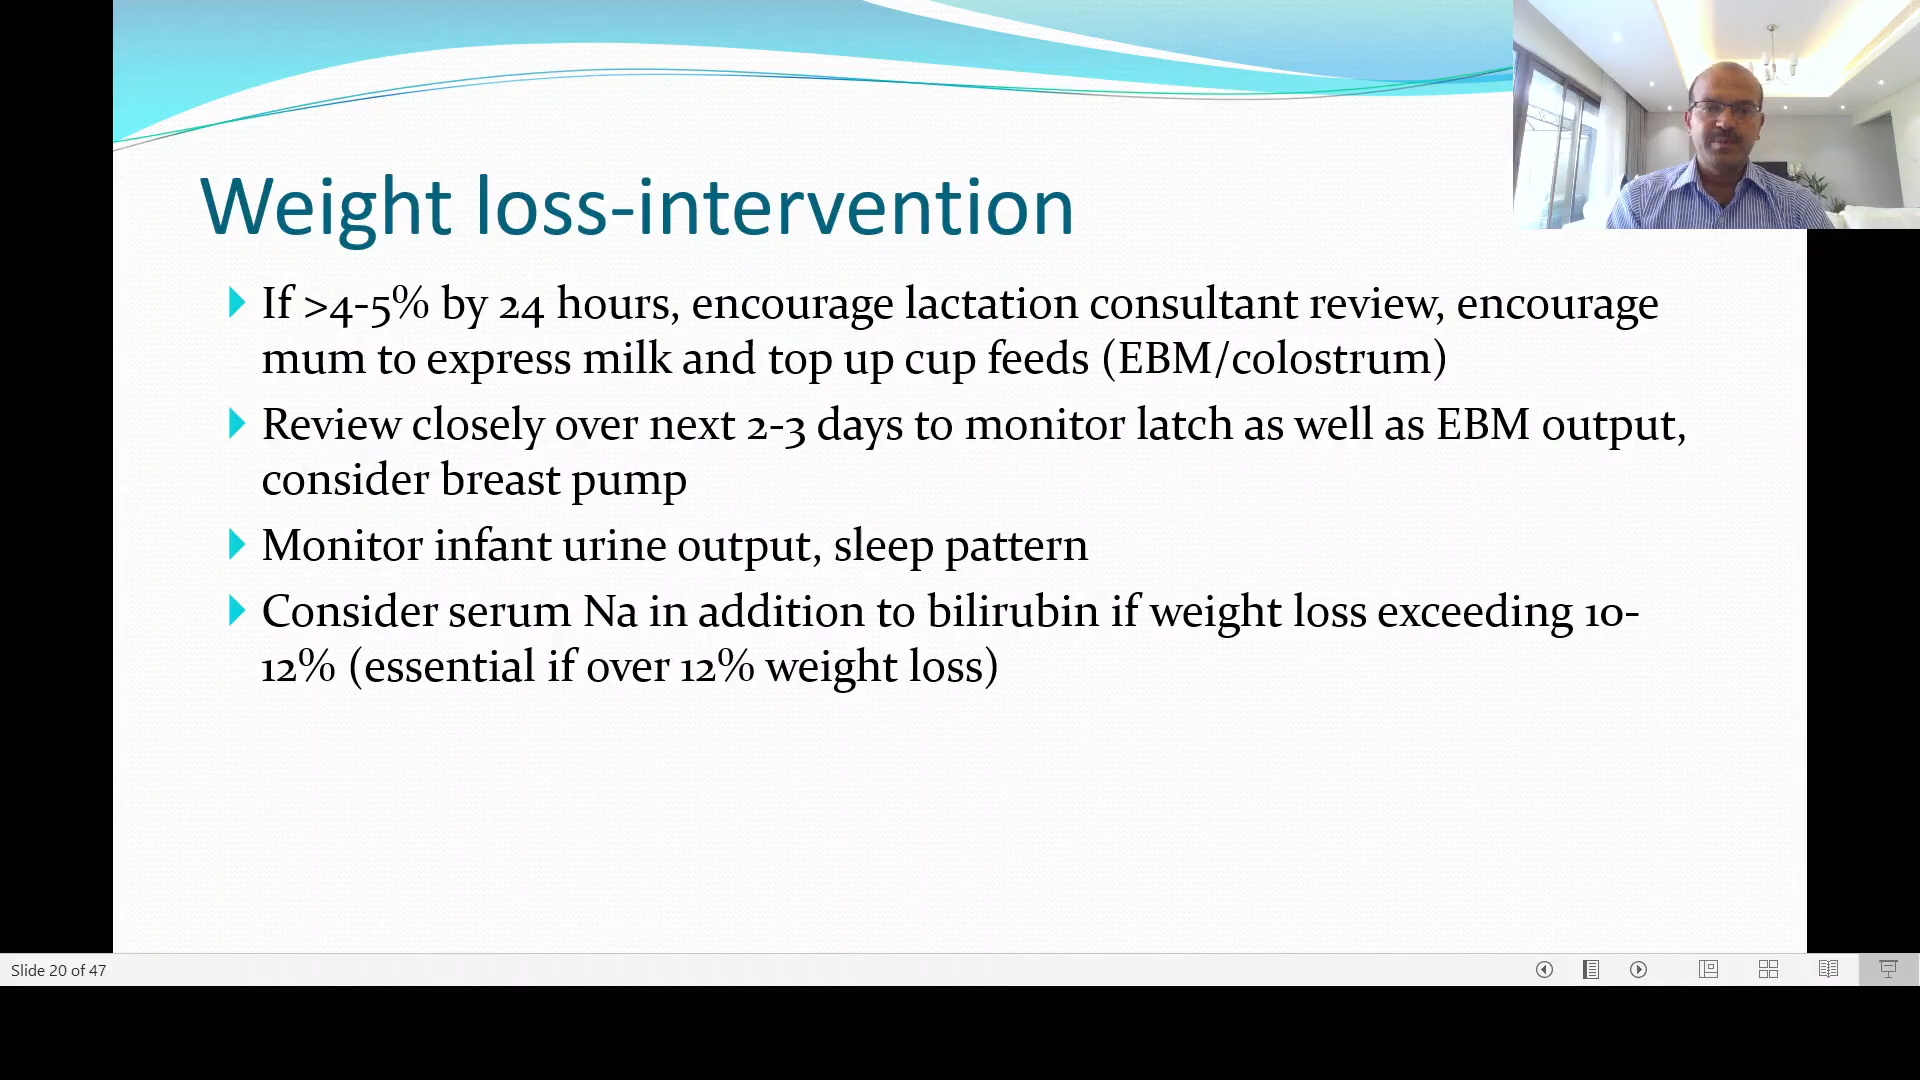 Weight loss-intervention
If >4-5% by 24 hours, encourage lactation consultant review, encourage
mum to express milk and top up cup feeds (EBM/colostrum)
Review closely over next 2-3 days to monitor latch as well as EBM output,
consider breast pump
Monitor infant urine output, sleep pattern
Consider serum Na in addition to bilirubin if weight loss exceeding 10-
12% (essential if over 12% weight loss)
Slide 20 of 47